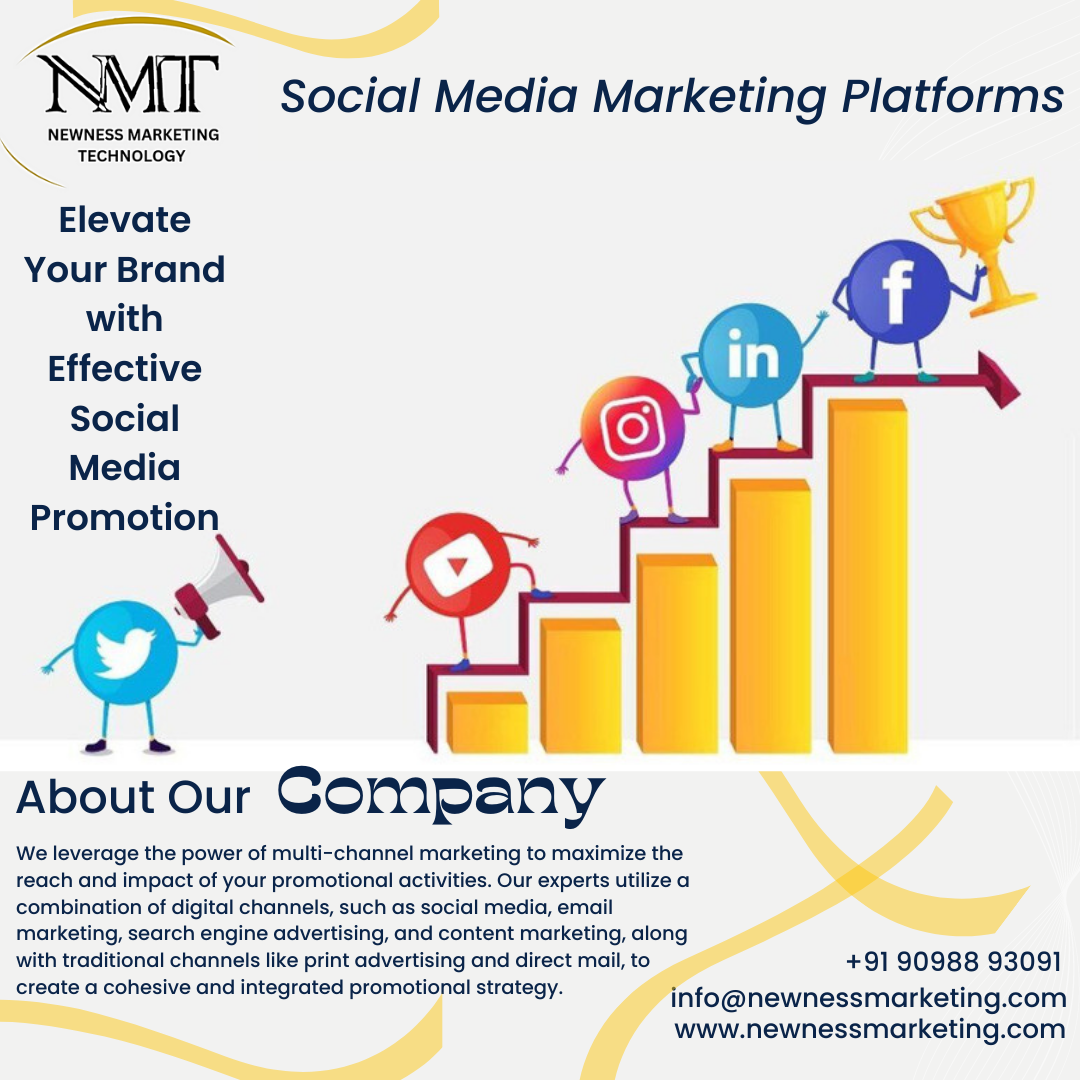 NMT
NEWNESS MARKETING
TECHNOLOGY
Social Media Marketing Platforms
Elevate
Your Brand
with
Effective
Social
Media
Promotion
f
in
About Our Company
We leverage the power of multi-channel marketing to maximize the
reach and impact of your promotional activities. Our experts utilize a
combination of digital channels, such as social media, email
marketing, search engine advertising, and content marketing, along
with traditional channels like print advertising and direct mail, to
create a cohesive and integrated promotional strategy.
+91 90988 93091
info@newnessmarketing.com
www.newnessmarketing.com